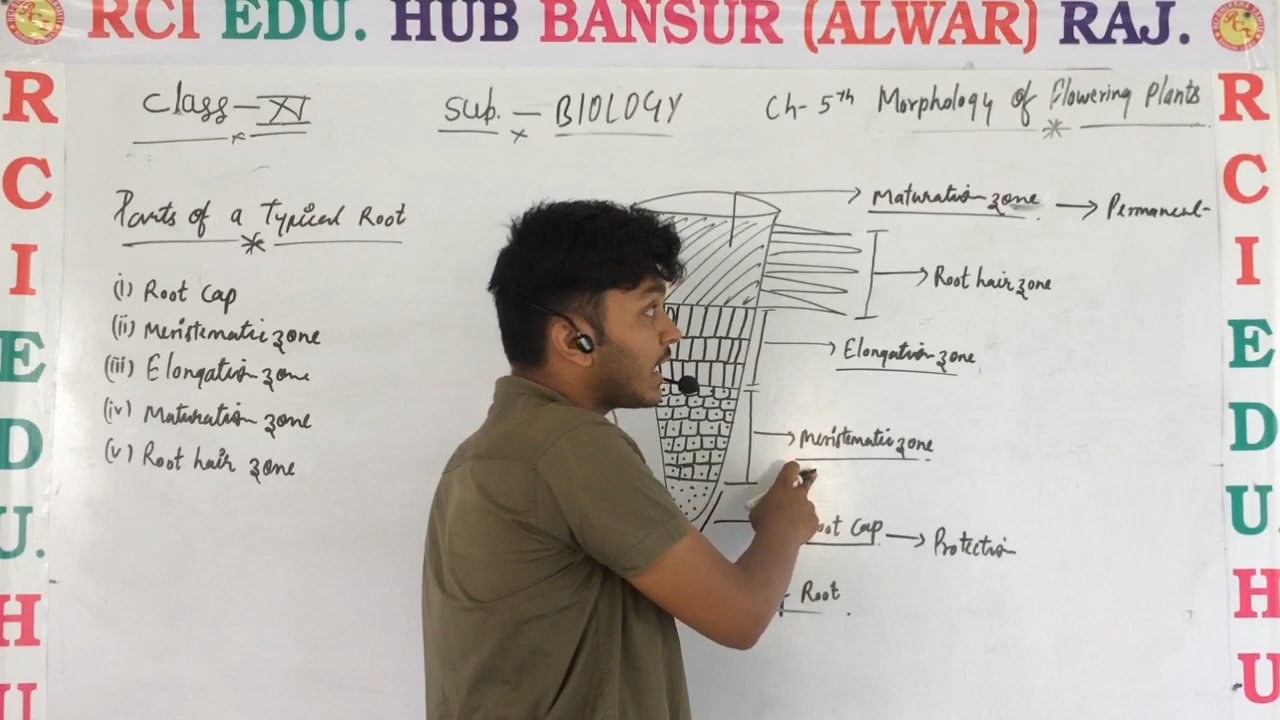 RCI EDU. HUB BANSUR (ALWAR) RAJ.
R
C
I
E
D
U.
H
U
Class - XI
Sub. - BIOLOGY
Ch- 5th Morphology of Flowering Plants
Parts of a Typical Root
(i) Root Cap
(ii) Meristematic zone
(iii) Elongation zone
(iv) Maturation zone
(v) Root hair zone
Maturation zone → Permanent
Root hair zone
Elongation zone
Meristematic zone
Root Cap → Protection
Root
R
C
I
E
D
U
H
U